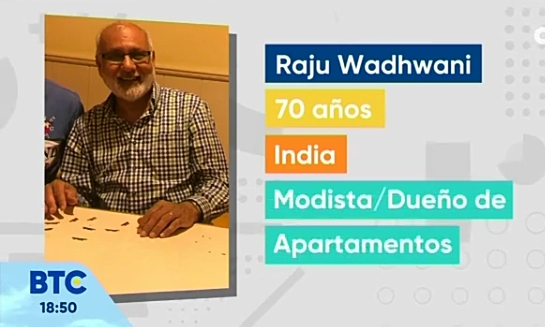 Raju Wadhwani
70 años
India
Modista/Dueño de
Apartamentos
BTC
18:50